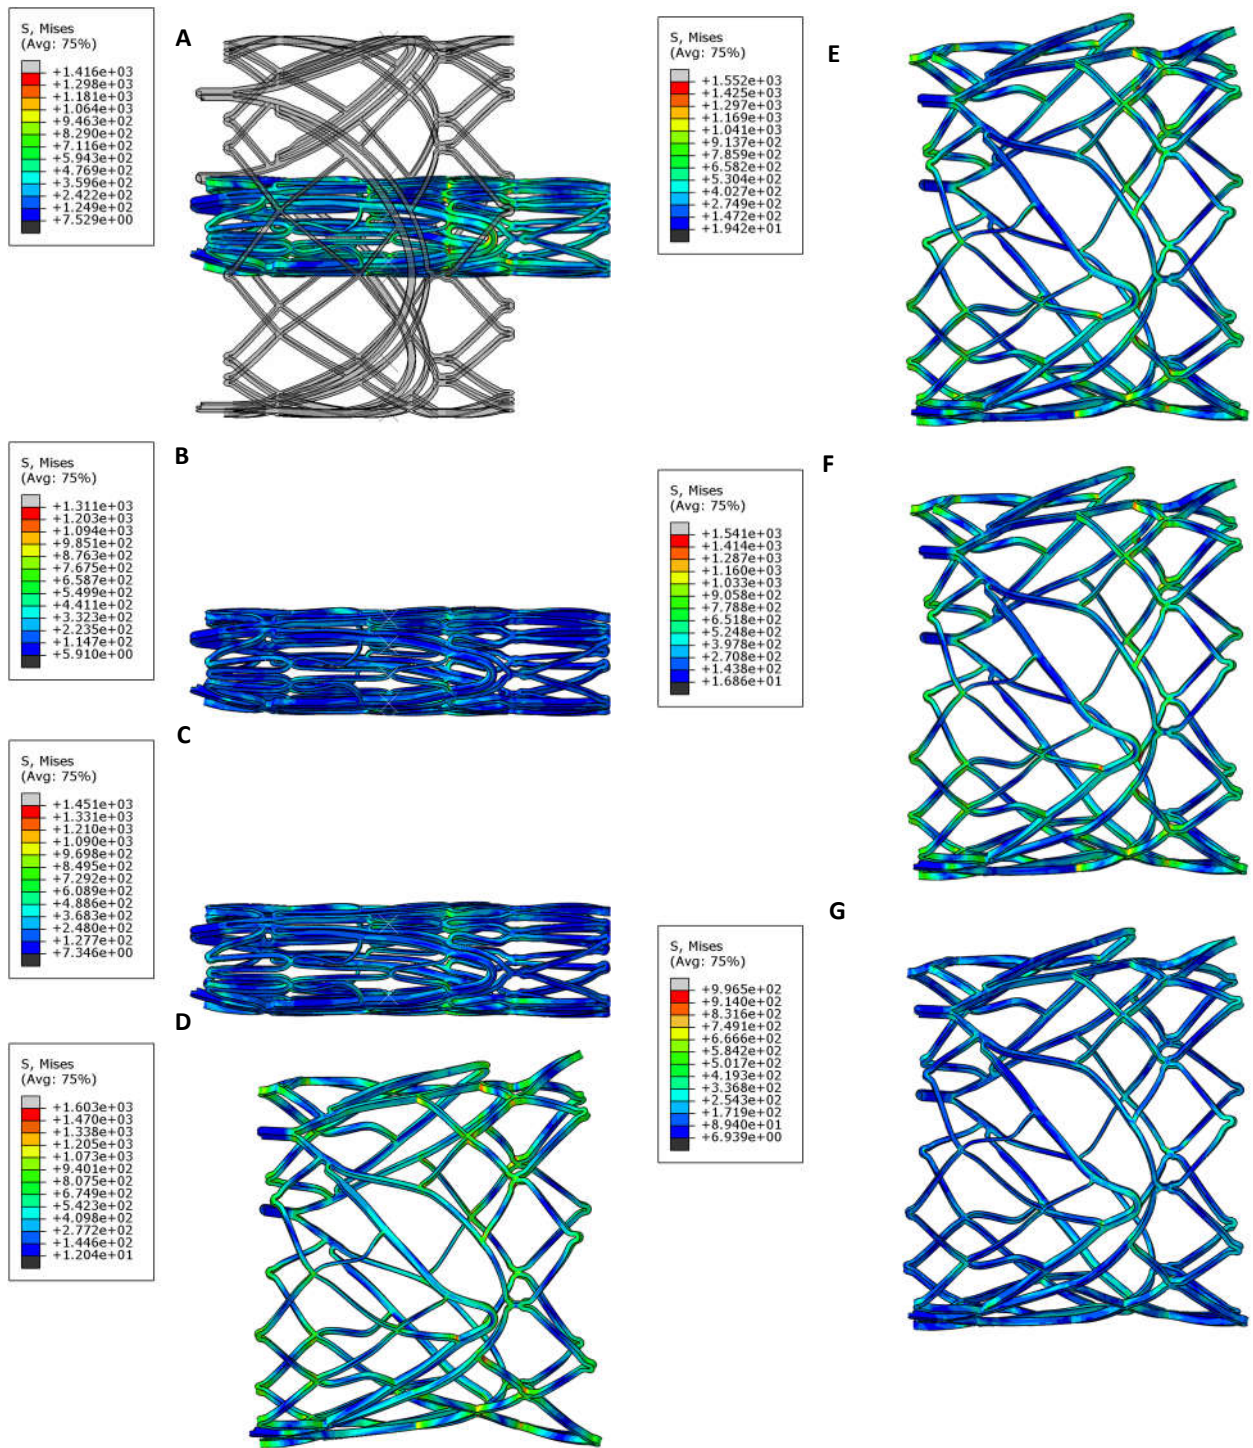 A
S, Mises
(Avg: 75%)
+1.416e+03
+1.298e+03
+1.181e+03
+1.064e+03
+9.463e+02
+8.290e+02
+7.116e+02
+5.943e+02
+4.769e+02
+3.596e+02
+2.422e+02
+1.249e+02
+7.529e+00
B
S, Mises
(Avg: 75%)
+1.311e+03
+1.203e+03
+1.094e+03
+9.851e+02
+8.763e+02
+7.675e+02
+6.587e+02
+5.499e+02
+4.411e+02
+3.323e+02
+2.235e+02
+1.147e+02
+5.910e+00
C
S, Mises
(Avg: 75%)
+1.451e+03
+1.331e+03
+1.210e+03
+1.090e+03
+9.698e+02
+8.495e+02
+7.292e+02
+6.089e+02
+4.886e+02
+3.683e+02
+2.480e+02
+1.277e+02
+7.346e+00
D
S, Mises
(Avg: 75%)
+1.603e+03
+1.470e+03
+1.338e+03
+1.205e+03
+1.073e+03
+9.401e+02
+8.075e+02
+6.749e+02
+5.423e+02
+4.098e+02
+2.772e+02
+1.446e+02
+1.204e+01
E
S, Mises
(Avg: 75%)
+1.552e+03
+1.425e+03
+1.297e+03
+1.169e+03
+1.041e+03
+9.137e+02
+7.859e+02
+6.582e+02
+5.304e+02
+4.027e+02
+2.749e+02
+1.472e+02
+1.942e+01
F
S, Mises
(Avg: 75%)
+1.541e+03
+1.414e+03
+1.287e+03
+1.160e+03
+1.033e+03
+9.058e+02
+7.788e+02
+6.518e+02
+5.248e+02
+3.978e+02
+2.708e+02
+1.438e+02
+1.686e+01
G
S, Mises
(Avg: 75%)
+9.965e+02
+9.140e+02
+8.316e+02
+7.491e+02
+6.666e+02
+5.842e+02
+5.017e+02
+4.193e+02
+3.368e+02
+2.543e+02
+1.719e+02
+8.940e+01
+6.939e+00